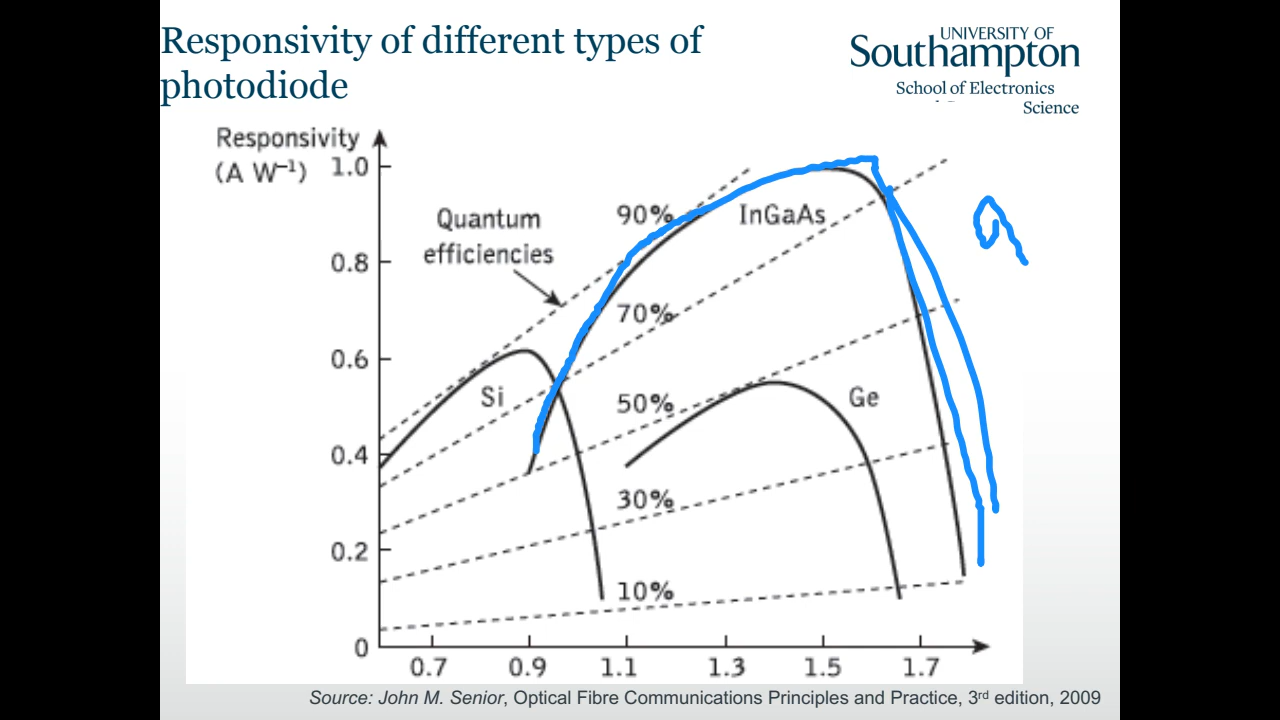 Responsivity of different types of
photodiode
UNIVERSITY OF
Southampton
School of Electronics
Science
Responsivity
(A W⁻¹)
1.0
0.8
0.6
0.4
0.2
0
Quantum
efficiencies
90%
70%
50%
30%
10%
InGaAs
Si
Ge
0.7 0.9 1.1 1.3 1.5 1.7
Source: John M. Senior, Optical Fibre Communications Principles and Practice, 3rd edition, 2009